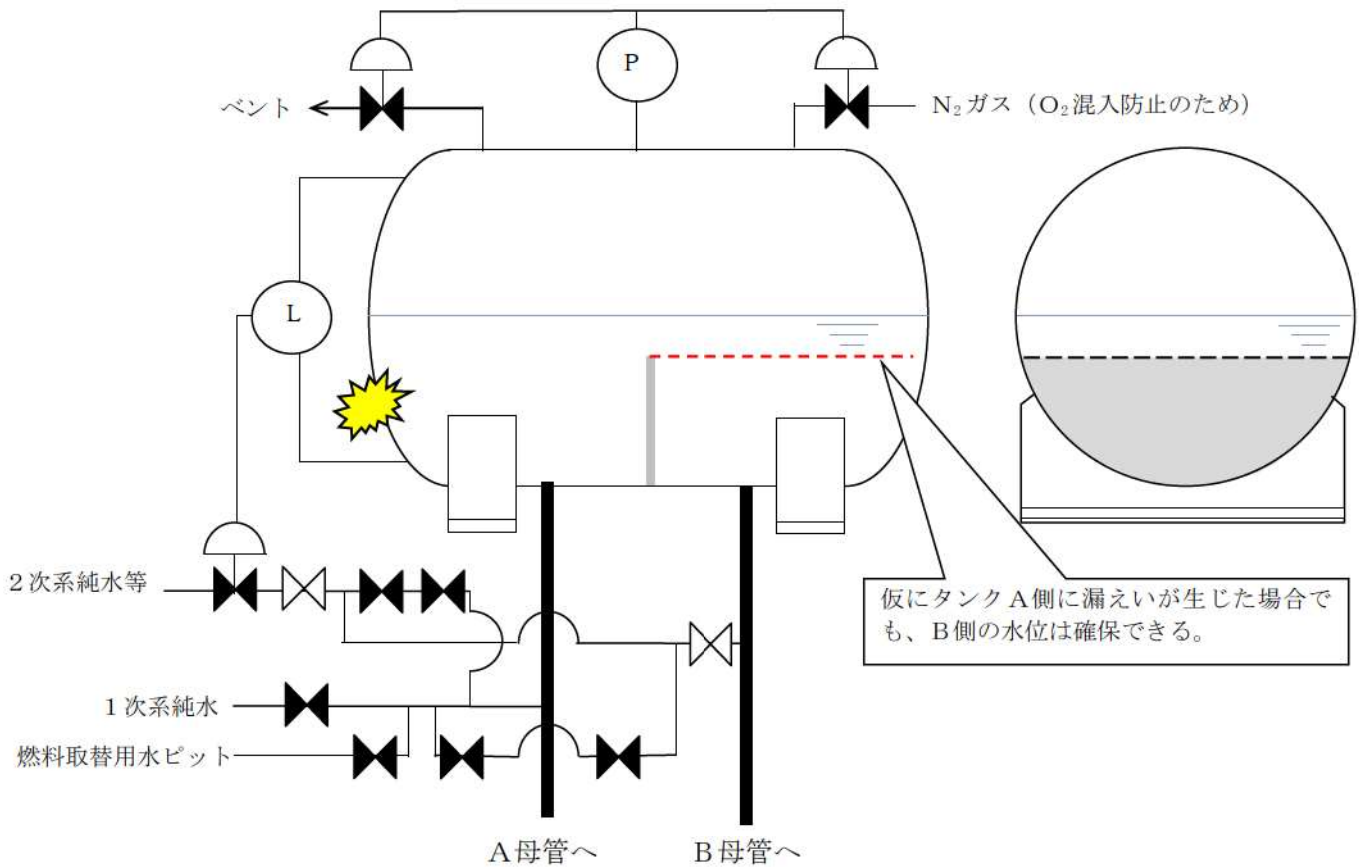 P
ベント
N₂ガス（O₂混入防止のため）
L
2次系純水等
仮にタンクA側に漏えいが生じた場合で
も、B側の水位は確保できる。
1次系純水
燃料取替用水ピット
A母管へ
B母管へ